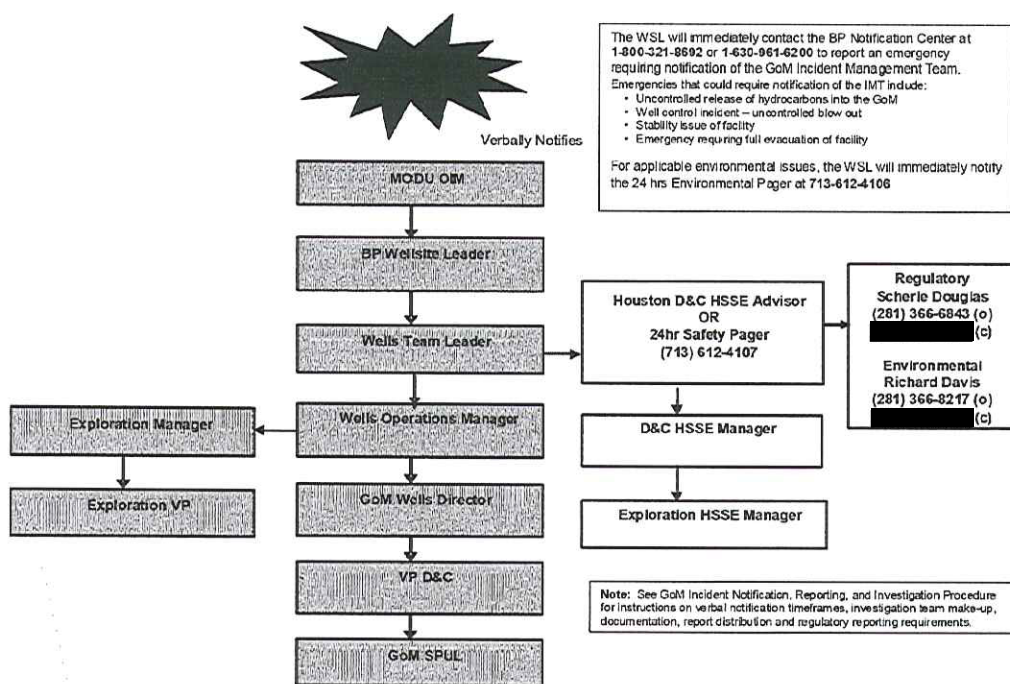 The WSL will immediately contact the BP Notification Center at
1-800-321-8692 or 1-630-961-6200 to report an emergency
requiring notification of the GoM Incident Management Team.
Emergencies that could require notification of the IMT include:
• Uncontrolled release of hydrocarbons into the GoM
• Well control incident – uncontrolled blow out
• Stability issue of facility
• Emergency requiring full evacuation of facility
For applicable environmental issues, the WSL will immediately notify
the 24 hrs Environmental Pager at 713-612-4106
Verbally Notifies
MODU OIM
BP Wellsite Leader
Wells Team Leader
Houston D&C HSSE Advisor
OR
24hr Safety Pager
(713) 612-4107
Regulatory
Scherie Douglas
(281) 366-6843 (o)
(c)
Environmental
Richard Davis
(281) 366-8217 (o)
(c)
Exploration Manager
Wells Operations Manager
D&C HSSE Manager
Exploration VP
GoM Wells Director
Exploration HSSE Manager
VP D&C
GoM SPUL
Note: See GoM Incident Notification, Reporting, and Investigation Procedure
for instructions on verbal notification timeframes, investigation team make-up,
documentation, report distribution and regulatory reporting requirements.